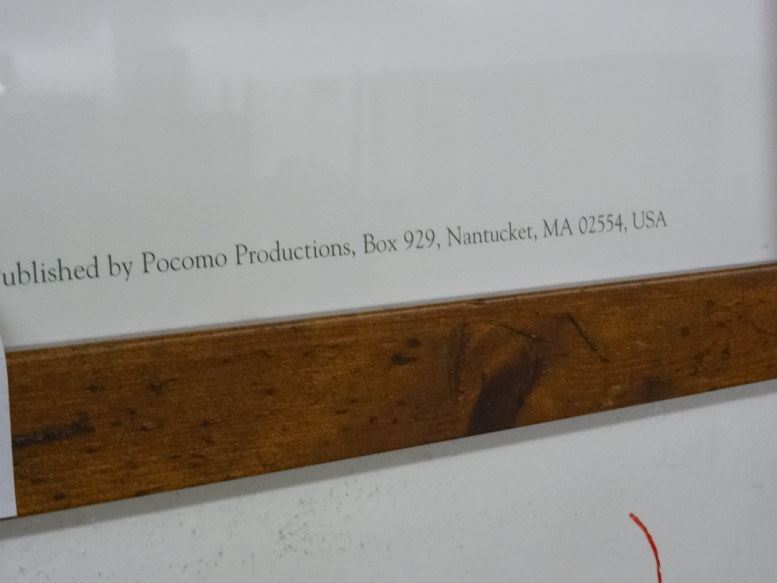 ublished by Pocomo Productions, Box 929, Nantucket, MA 02554, USA